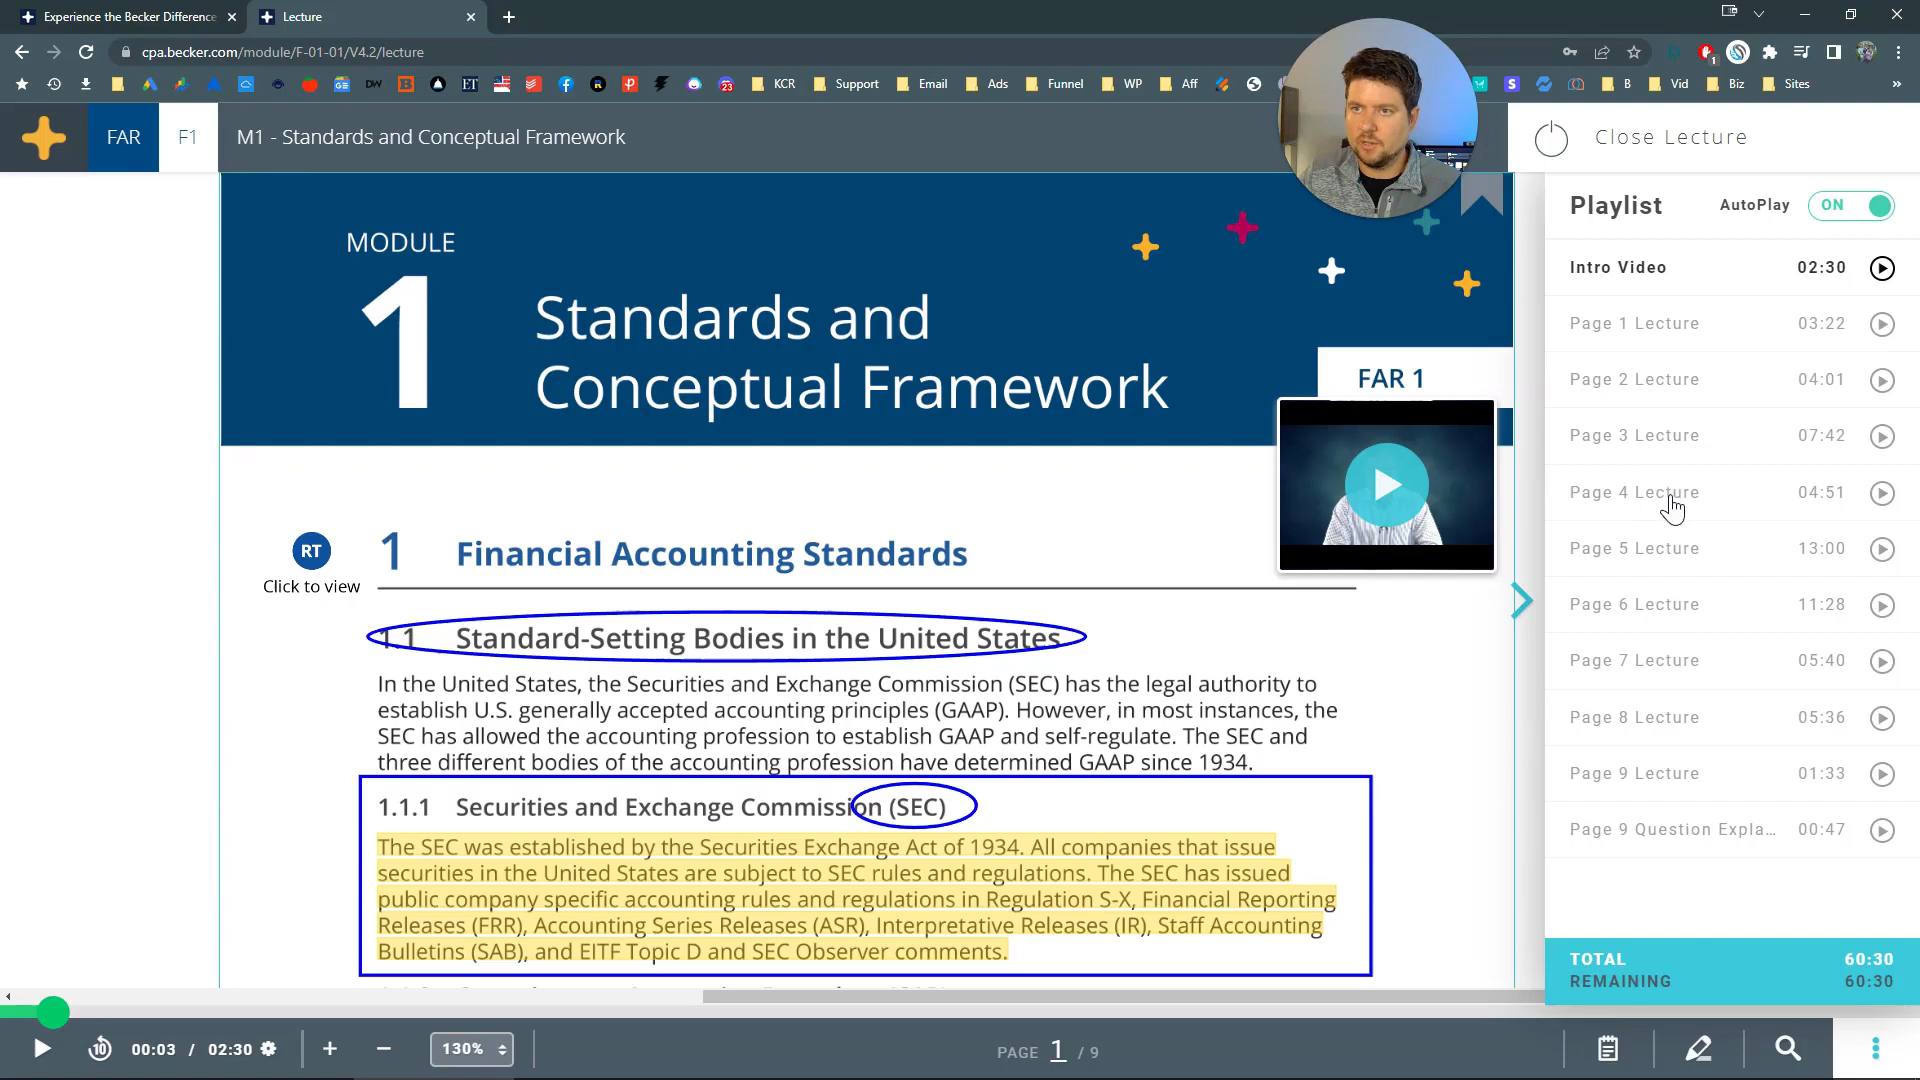 Experience the Becker Difference
Lecture
cpa.becker.com/module/F-01-01/V4.2/lecture
1
DW
ET
23
KCR
Support
Email
Ads
Funnel
WP
Aff
S
B
Vid
Biz
Sites
»
FAR
F1
M1 - Standards and Conceptual Framework
Close Lecture
MODULE
1
Standards and
Conceptual Framework
FAR 1
RT
Click to view
1 Financial Accounting Standards
1.1 Standard-Setting Bodies in the United States
In the United States, the Securities and Exchange Commission (SEC) has the legal authority to
establish U.S. generally accepted accounting principles (GAAP). However, in most instances, the
SEC has allowed the accounting profession to establish GAAP and self-regulate. The SEC and
three different bodies of the accounting profession have determined GAAP since 1934.
1.1.1 Securities and Exchange Commission (SEC)
The SEC was established by the Securities Exchange Act of 1934. All companies that issue
securities in the United States are subject to SEC rules and regulations. The SEC has issued
public company specific accounting rules and regulations in Regulation S-X, Financial Reporting
Releases (FRR), Accounting Series Releases (ASR), Interpretative Releases (IR), Staff Accounting
Bulletins (SAB), and EITF Topic D and SEC Observer comments.
Playlist AutoPlay ON
Intro Video 02:30
Page 1 Lecture 03:22
Page 2 Lecture 04:01
Page 3 Lecture 07:42
Page 4 Lecture 04:51
Page 5 Lecture 13:00
Page 6 Lecture 11:28
Page 7 Lecture 05:40
Page 8 Lecture 05:36
Page 9 Lecture 01:33
Page 9 Question Expla... 00:47
TOTAL 60:30
REMAINING 60:30
10
00:03 / 02:30
+ −
130%
PAGE 1 / 9